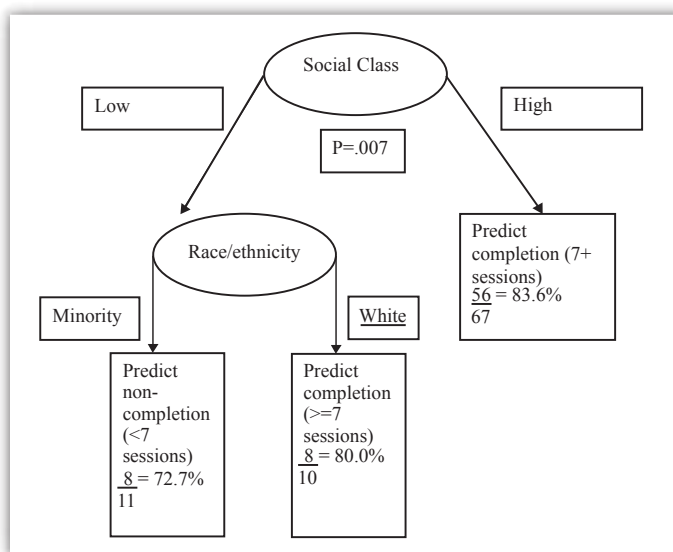 Social Class
Low
High
P=.007
Race/ethnicity
Predict
completion (7+
sessions)
56 = 83.6%
67
Minority
White
Predict
non-
completion
(<7
sessions)
8 = 72.7%
11
Predict
completion
(>=7
sessions)
8 = 80.0%
10